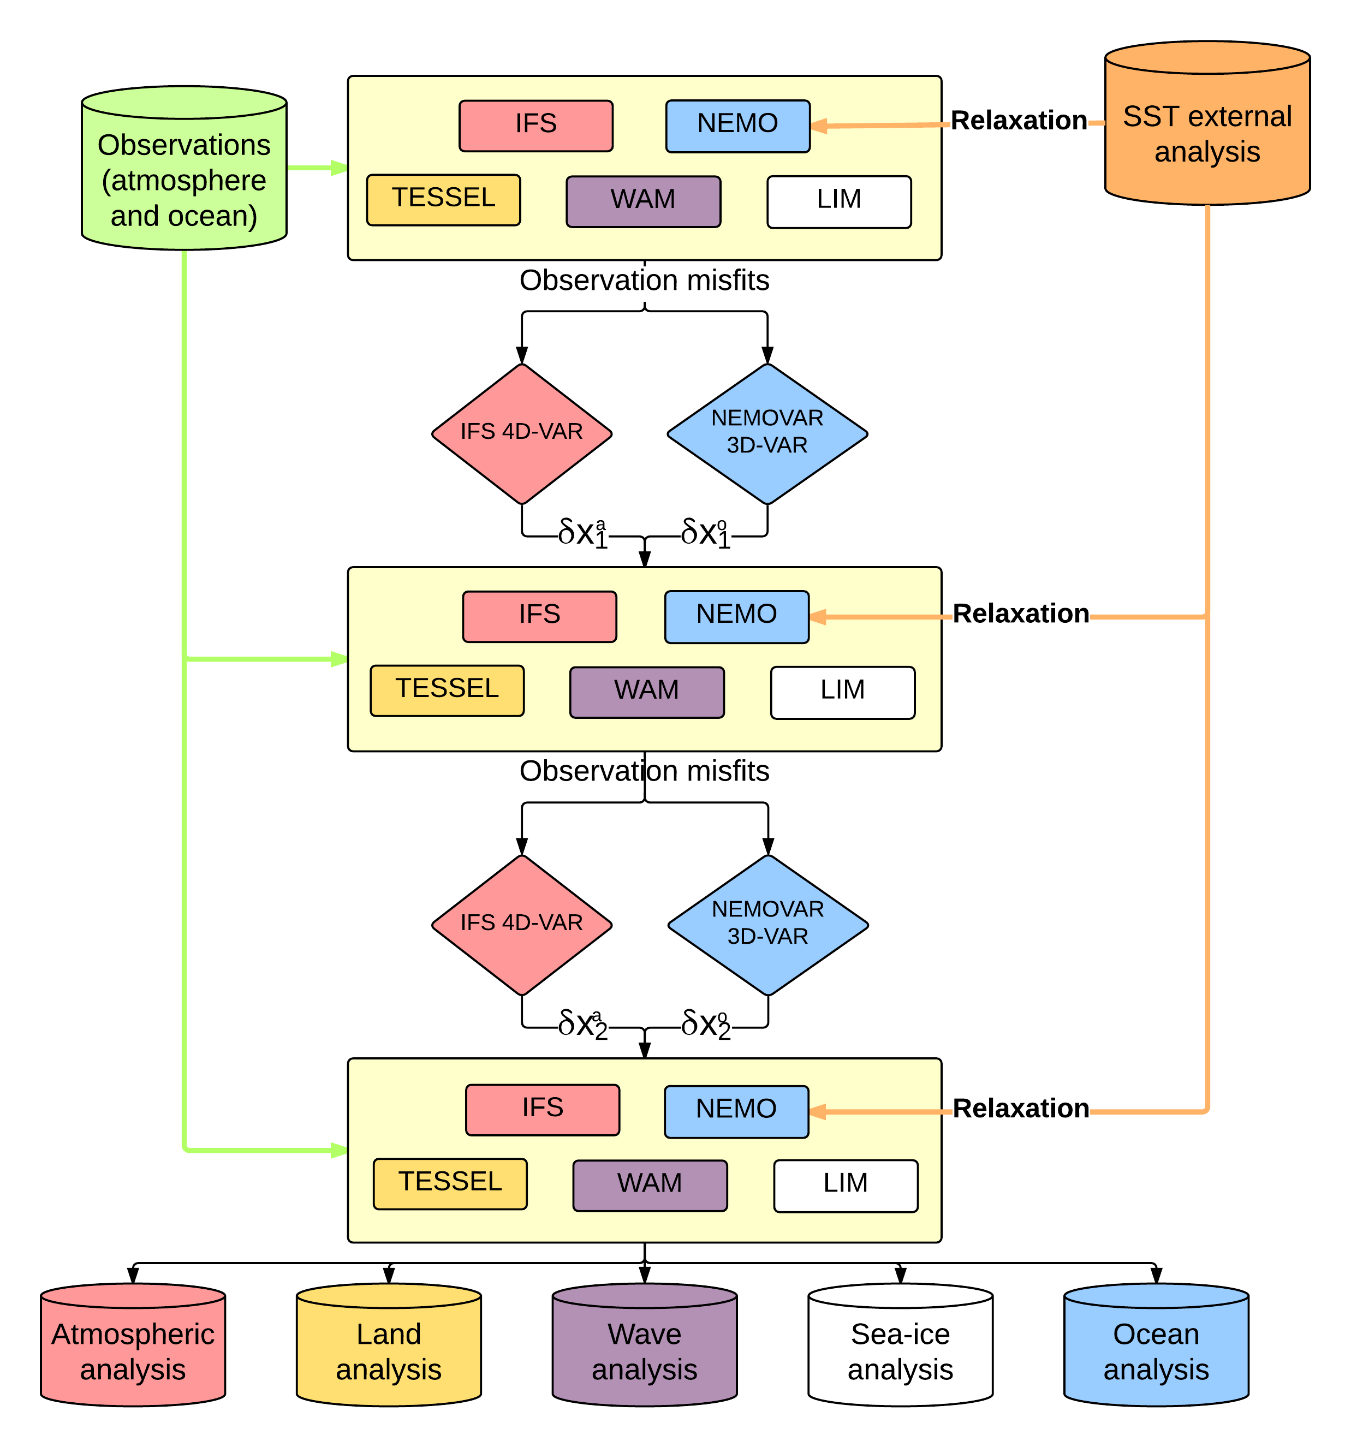 Observations
(atmosphere
and ocean)
IFS
NEMO
Relaxation
SST external
analysis
TESSEL
WAM
LIM
Observation misfits
IFS 4D-VAR
NEMOVAR
3D-VAR
δx₁ᵃ
δx₁ᵒ
IFS
NEMO
Relaxation
TESSEL
WAM
LIM
Observation misfits
IFS 4D-VAR
NEMOVAR
3D-VAR
δx₂ᵃ
δx₂ᵒ
IFS
NEMO
Relaxation
TESSEL
WAM
LIM
Atmospheric
analysis
Land
analysis
Wave
analysis
Sea-ice
analysis
Ocean
analysis